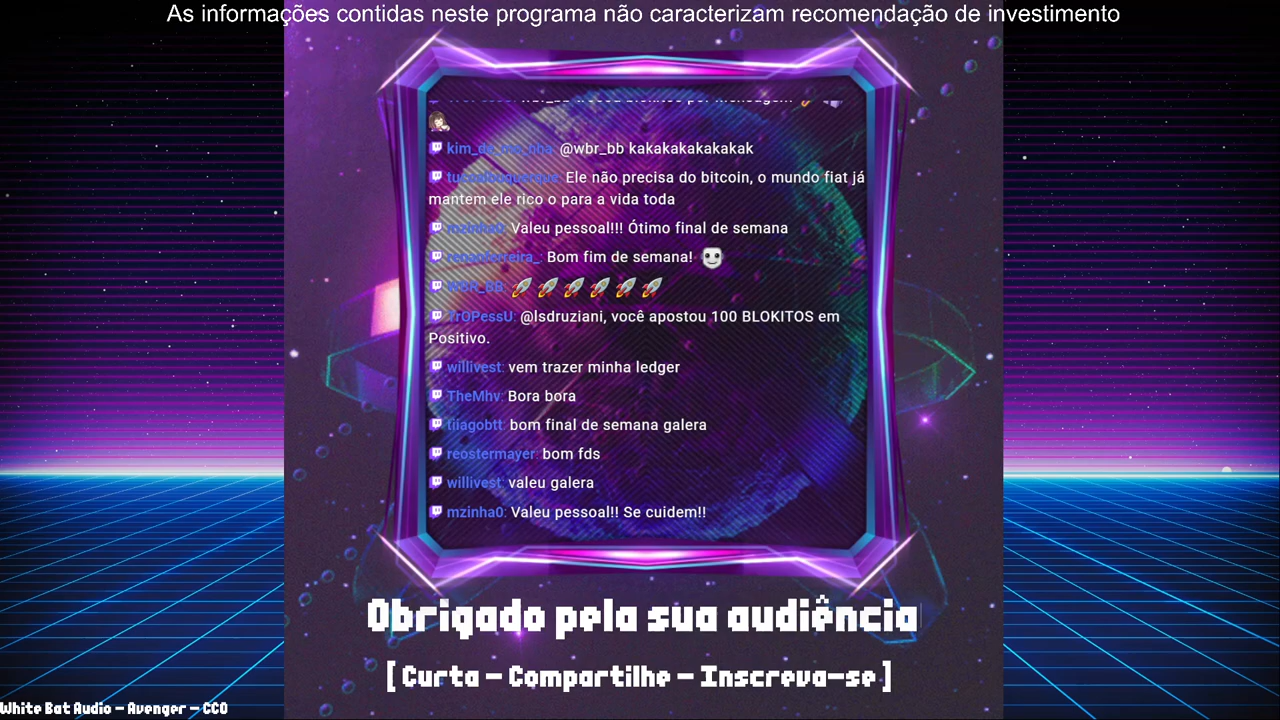 As informações contidas neste programa não caracterizam recomendação de investimento
@wbr_bb kakakakakakakak
Ele não precisa do bitcoin, o mundo fiat já
mantem ele rico o para a vida toda
mzinha0: Valeu pessoal!!! Ótimo final de semana
renanferreira_: Bom fim de semana!
WBR_BB:
TrOPessU: @lsdruziani, você apostou 100 BLOKITOS em
Positivo.
willivest: vem trazer minha ledger
TheMhv: Bora bora
tiiagobtt: bom final de semana galera
reostermayer: bom fds
willivest: valeu galera
mzinha0: Valeu pessoal!! Se cuidem!!
Obrigado pela sua audiência
[ Curta - Compartilhe - Inscreva-se ]
White Bat Audio - Avenger - CC0